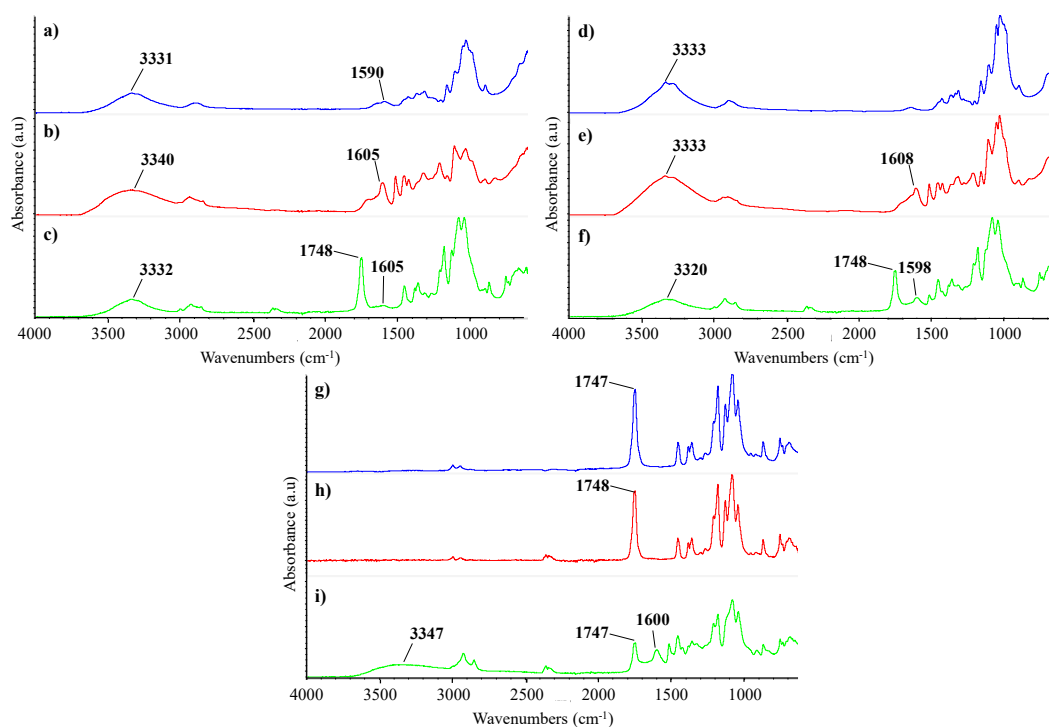 a)
3331
1590
b)
3340
1605
c)
3332
1748
1605
Absorbance (a.u)
4000 3500 3000 2500 2000 1500 1000
Wavenumbers (cm⁻¹)
d)
3333
e)
3333
1608
f)
3320
1748
1598
Absorbance (a.u)
4000 3500 3000 2500 2000 1500 1000
Wavenumbers (cm⁻¹)
g)
1747
h)
1748
i)
3347
1747
1600
Absorbance (a.u)
4000 3500 3000 2500 2000 1500 1000
Wavenumbers (cm⁻¹)